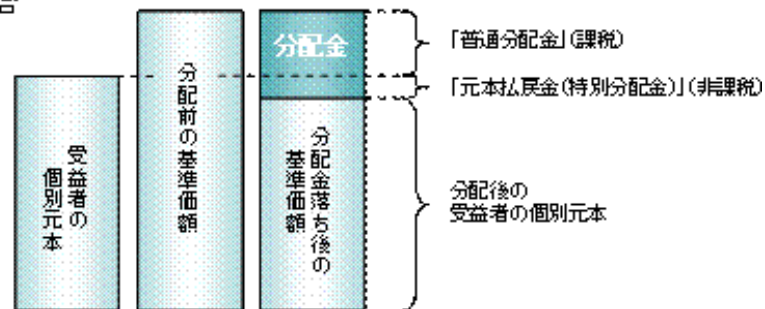 分配金
「普通分配金」(課税)
「元本払戻金(特別分配金)」(非課税)
受益者の
個別元本
分配前の基準価額
分配金落ち後の
基準価額
分配後の
受益者の個別元本